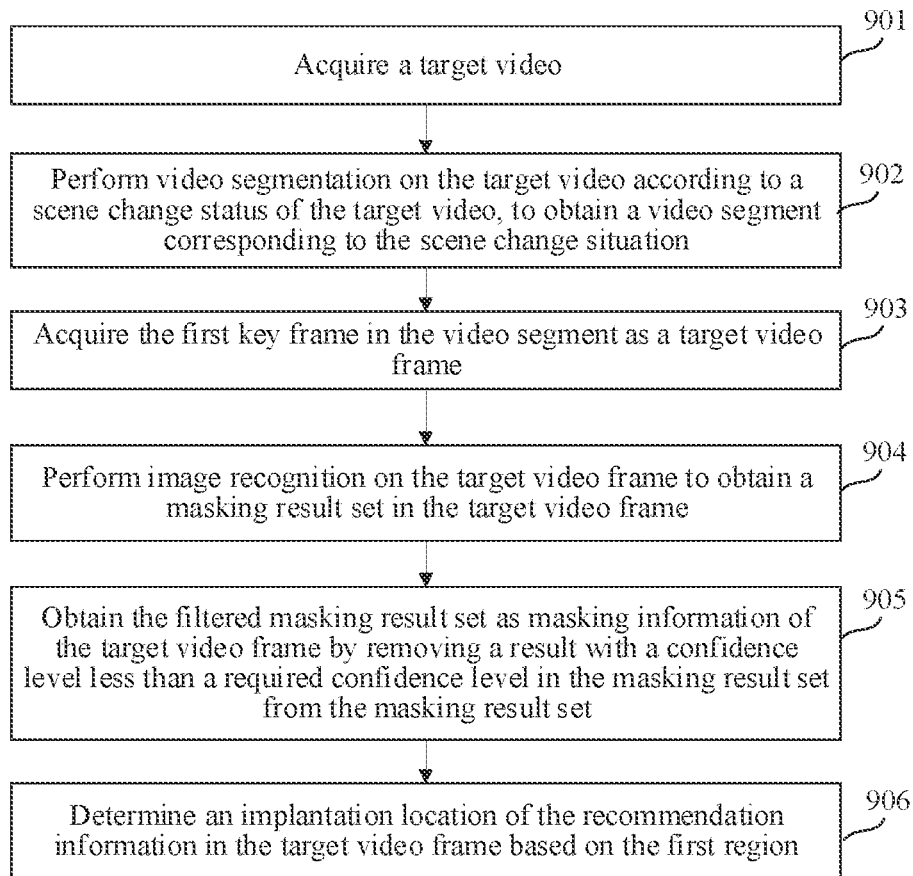 901
Acquire a target video
902
Perform video segmentation on the target video according to a
scene change status of the target video, to obtain a video segment
corresponding to the scene change situation
903
Acquire the first key frame in the video segment as a target video
frame
904
Perform image recognition on the target video frame to obtain a
masking result set in the target video frame
905
Obtain the filtered masking result set as masking information of
the target video frame by removing a result with a confidence
level less than a required confidence level in the masking result set
from the masking result set
906
Determine an implantation location of the recommendation
information in the target video frame based on the first region